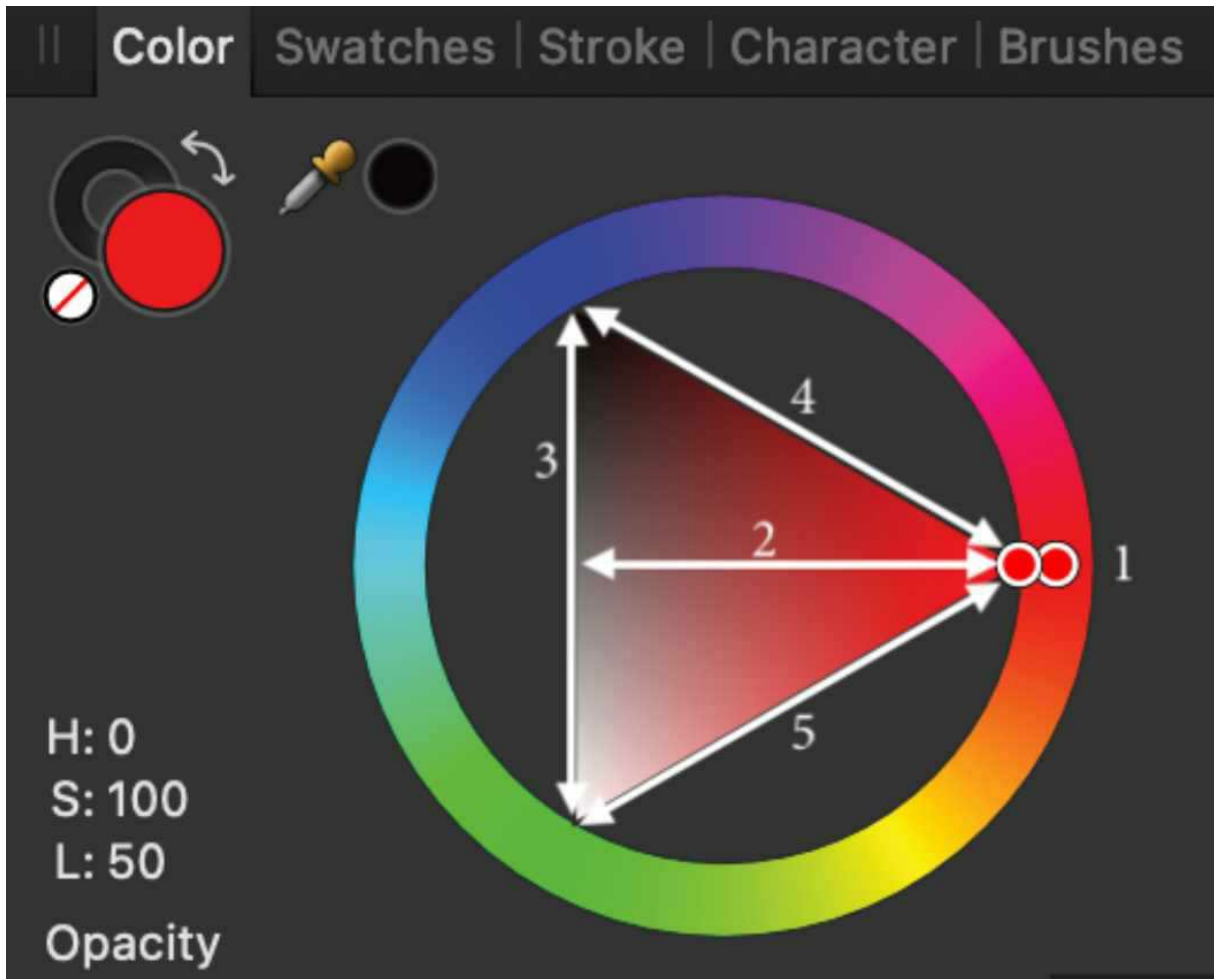 Color Swatches | Stroke | Character | Brushes
4
3
2
1
5
H: 0
S: 100
L: 50
Opacity